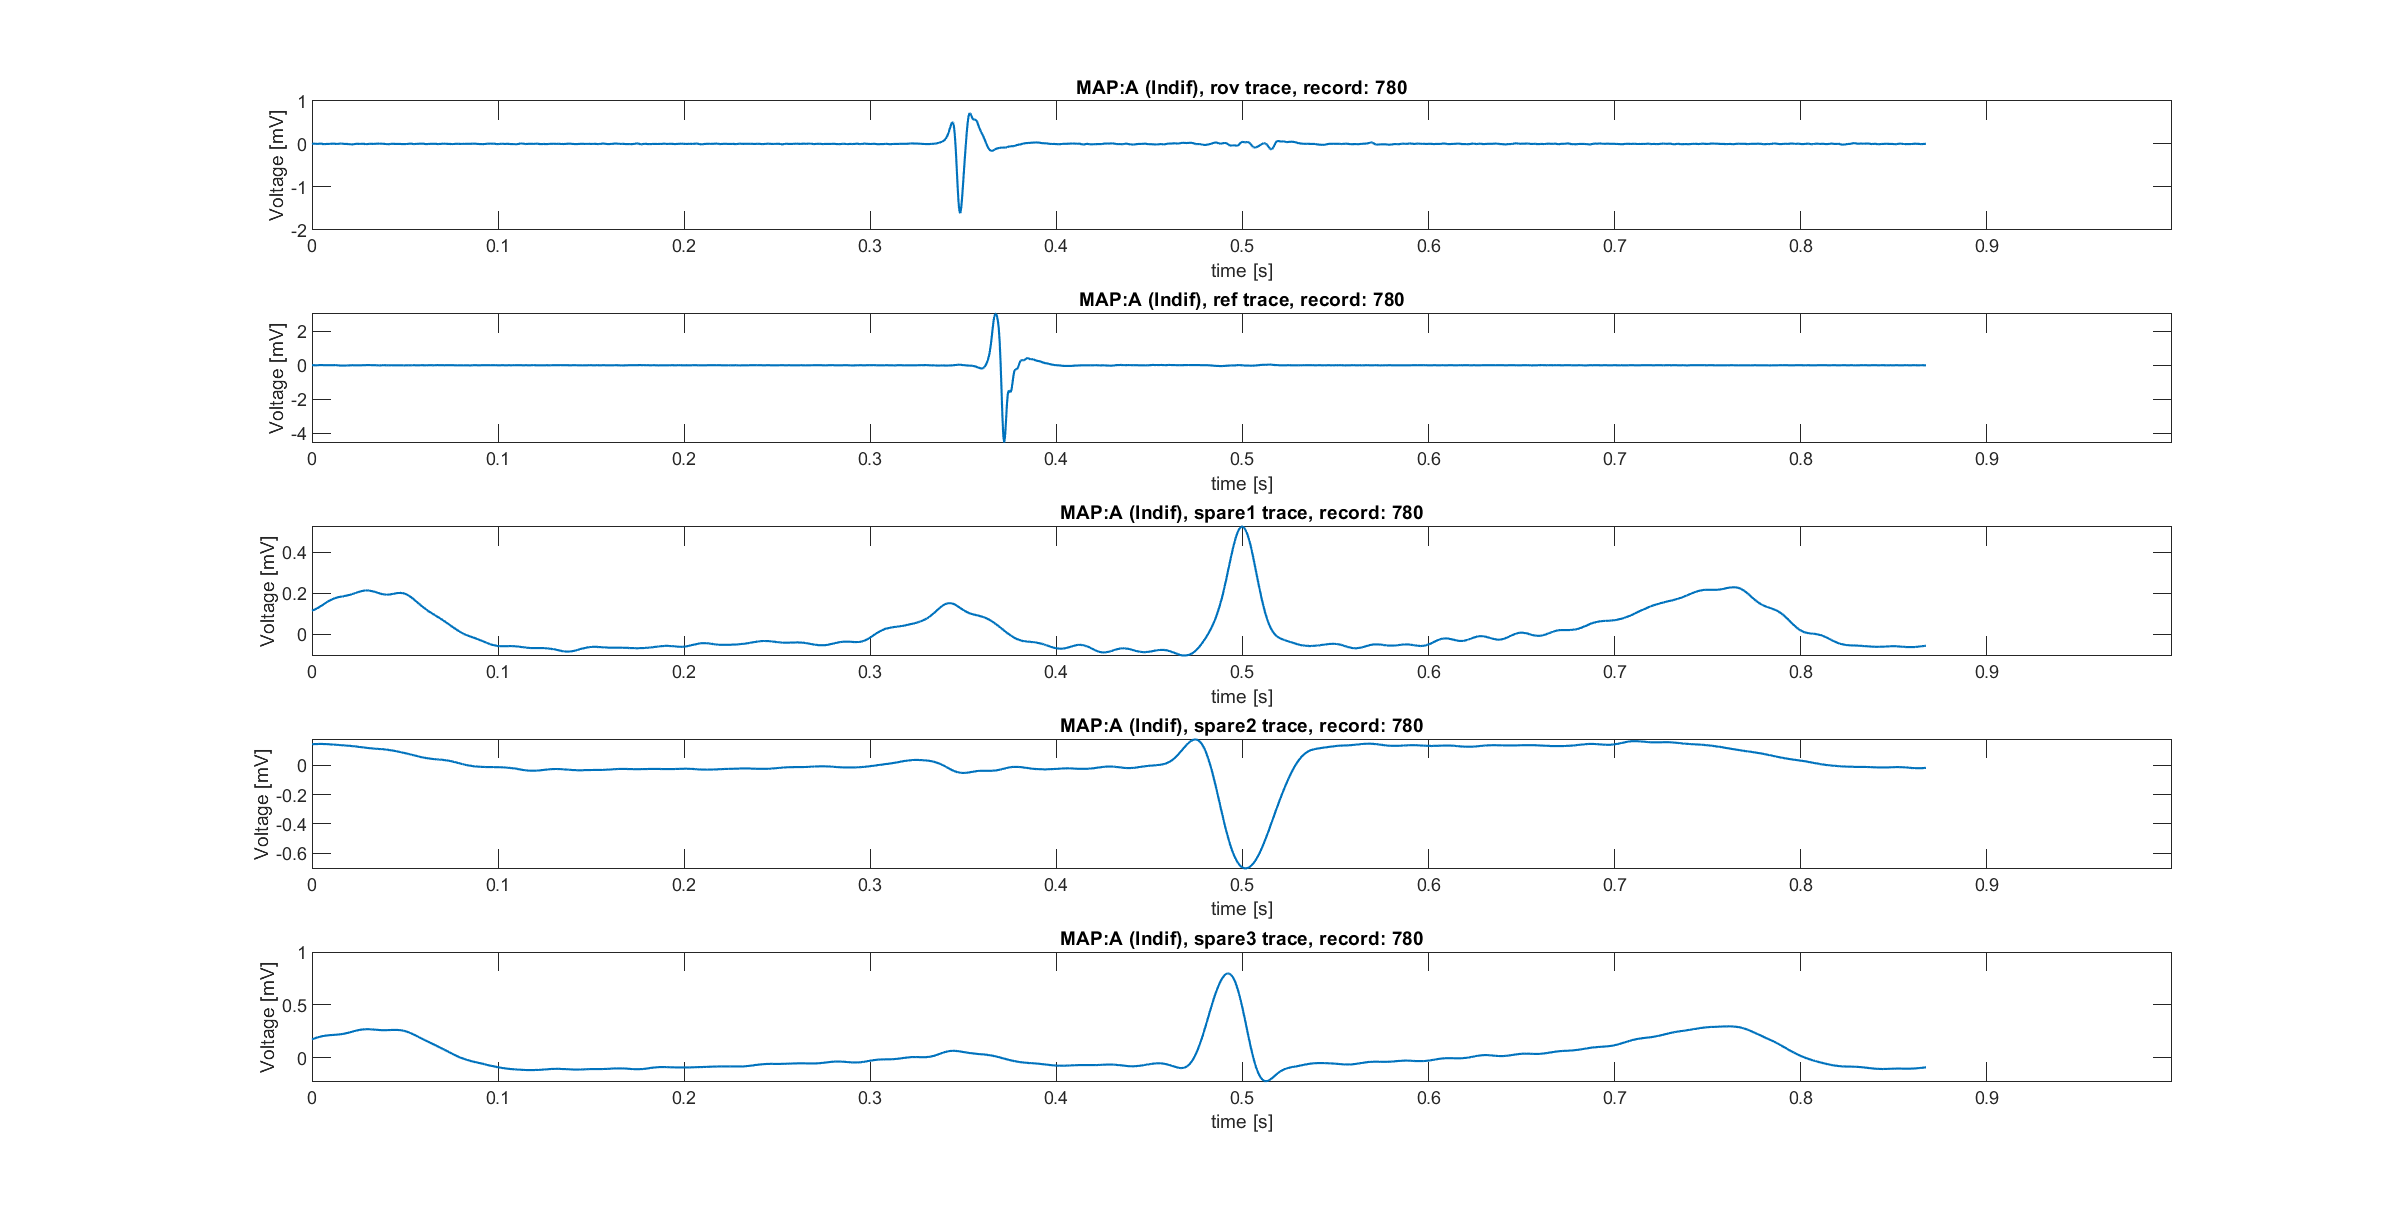 MAP:A (Indif), rov trace, record: 780
Voltage [mV]
1
0
-1
-2
0 0.1 0.2 0.3 0.4 0.5 0.6 0.7 0.8 0.9
time [s]
MAP:A (Indif), ref trace, record: 780
Voltage [mV]
2
0
-2
-4
0 0.1 0.2 0.3 0.4 0.5 0.6 0.7 0.8 0.9
time [s]
MAP:A (Indif), spare1 trace, record: 780
Voltage [mV]
0.4
0.2
0
0 0.1 0.2 0.3 0.4 0.5 0.6 0.7 0.8 0.9
time [s]
MAP:A (Indif), spare2 trace, record: 780
Voltage [mV]
0
-0.2
-0.4
-0.6
0 0.1 0.2 0.3 0.4 0.5 0.6 0.7 0.8 0.9
time [s]
MAP:A (Indif), spare3 trace, record: 780
Voltage [mV]
1
0.5
0
0 0.1 0.2 0.3 0.4 0.5 0.6 0.7 0.8 0.9
time [s]